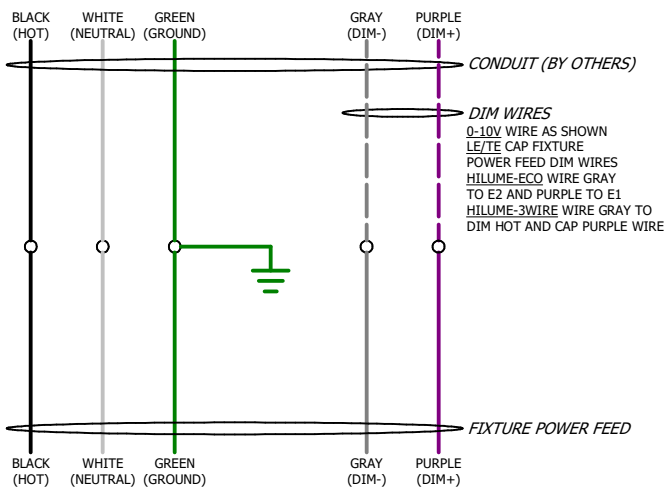 BLACK
(HOT)
WHITE
(NEUTRAL)
GREEN
(GROUND)
GRAY
(DIM-)
PURPLE
(DIM+)
CONDUIT (BY OTHERS)
DIM WIRES
0-10V WIRE AS SHOWN
LE/TE CAP FIXTURE
POWER FEED DIM WIRES
HILUME-ECO WIRE GRAY
TO E2 AND PURPLE TO E1
HILUME-3WIRE WIRE GRAY TO
DIM HOT AND CAP PURPLE WIRE
FIXTURE POWER FEED
BLACK
(HOT)
WHITE
(NEUTRAL)
GREEN
(GROUND)
GRAY
(DIM-)
PURPLE
(DIM+)